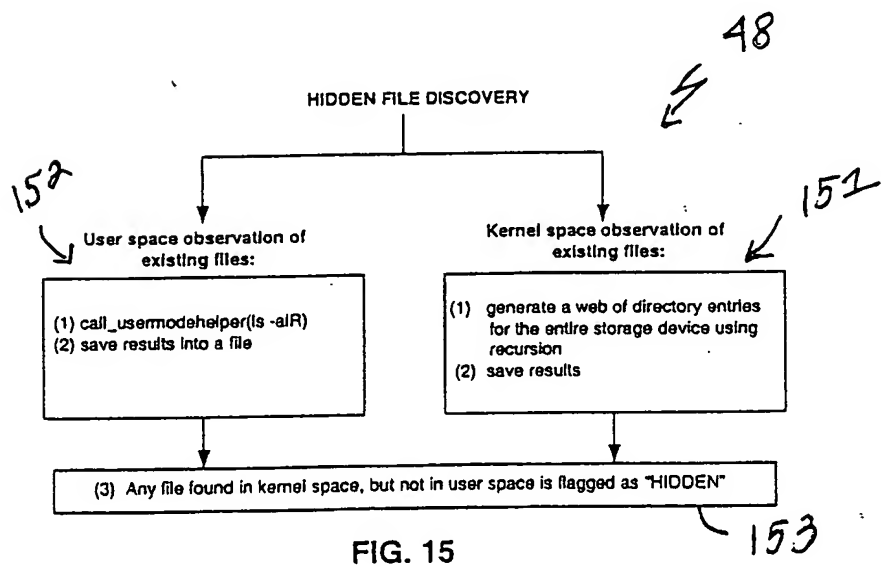 48
HIDDEN FILE DISCOVERY
152
151
User space observation of
existing files:
Kernel space observation of
existing files:
(1) call_usermodehelper(ls -alR)
(2) save results into a file
(1) generate a web of directory entries
for the entire storage device using
recursion
(2) save results
(3) Any file found in kernel space, but not in user space is flagged as "HIDDEN"
153
FIG. 15